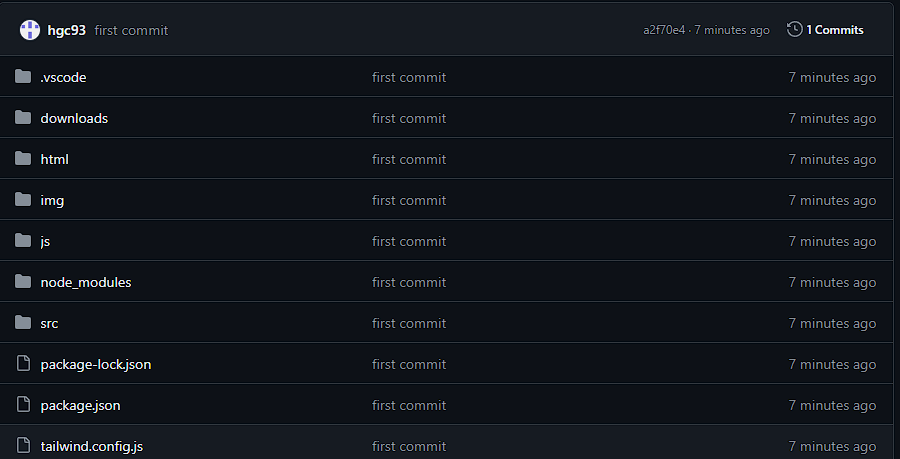 hgc93 first commit a2f70e4 · 7 minutes ago 1 Commits
.vscode first commit 7 minutes ago
downloads first commit 7 minutes ago
html first commit 7 minutes ago
img first commit 7 minutes ago
js first commit 7 minutes ago
node_modules first commit 7 minutes ago
src first commit 7 minutes ago
package-lock.json first commit 7 minutes ago
package.json first commit 7 minutes ago
tailwind.config.js first commit 7 minutes ago